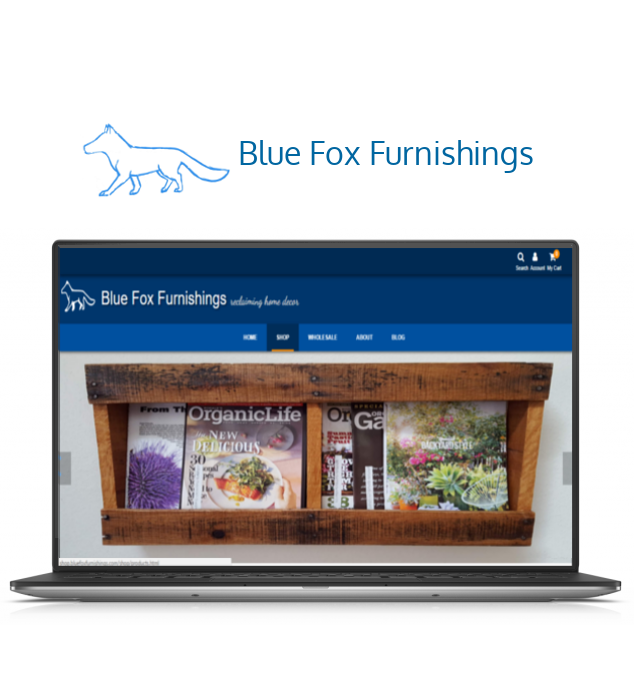 Blue Fox Furnishings
Search Account My Cart
Blue Fox Furnishings reclaiming home decor
HOME SHOP WHOLESALE ABOUT BLOG
From Th
OrganicLife
NEW
DELICIOUS
30
Or
Ga